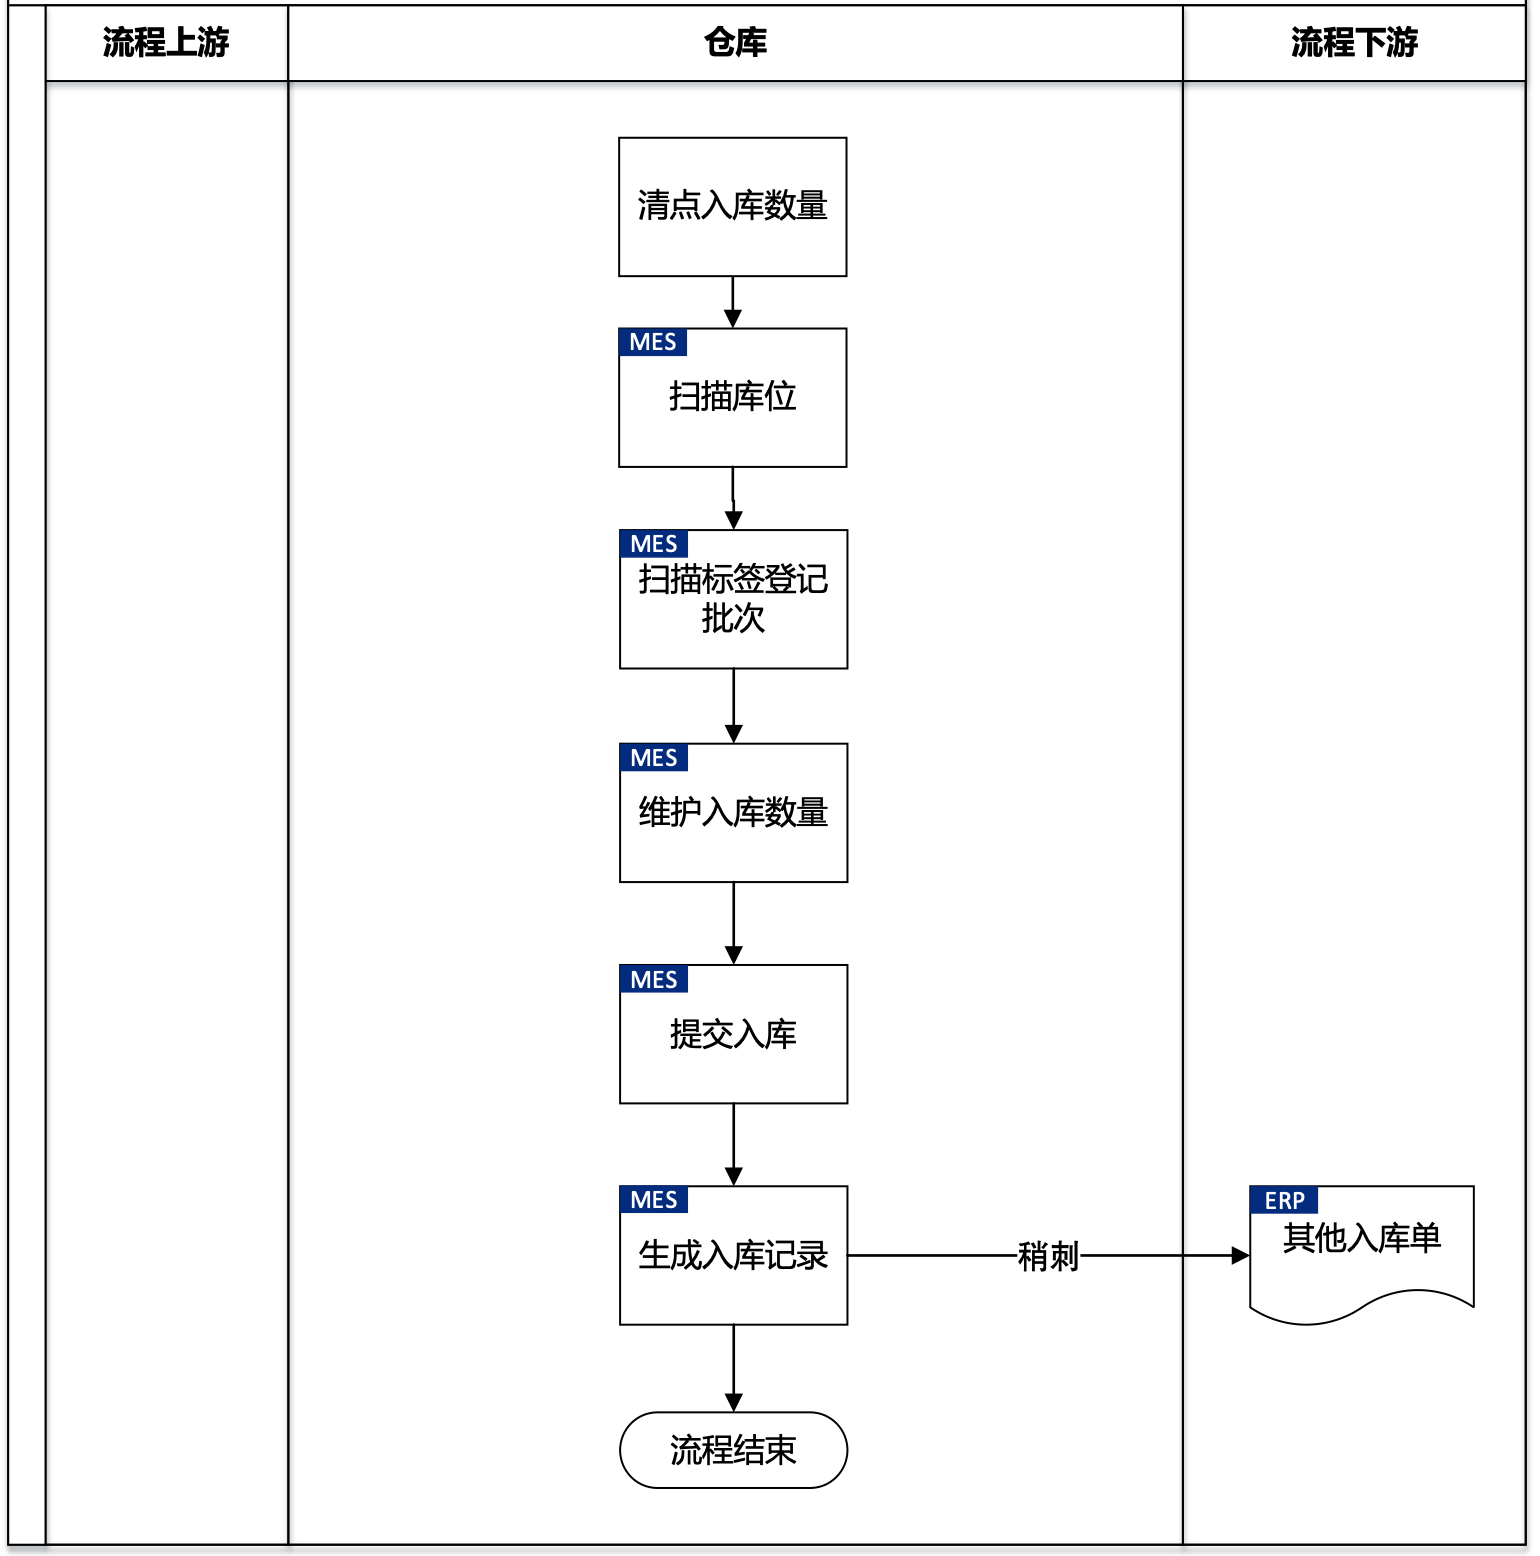 流程上游
仓库
流程下游
清点入库数量
MES
扫描库位
MES
扫描标签登记
批次
MES
维护入库数量
MES
提交入库
MES
生成入库记录
稍刺
ERP
其他入库单
流程结束